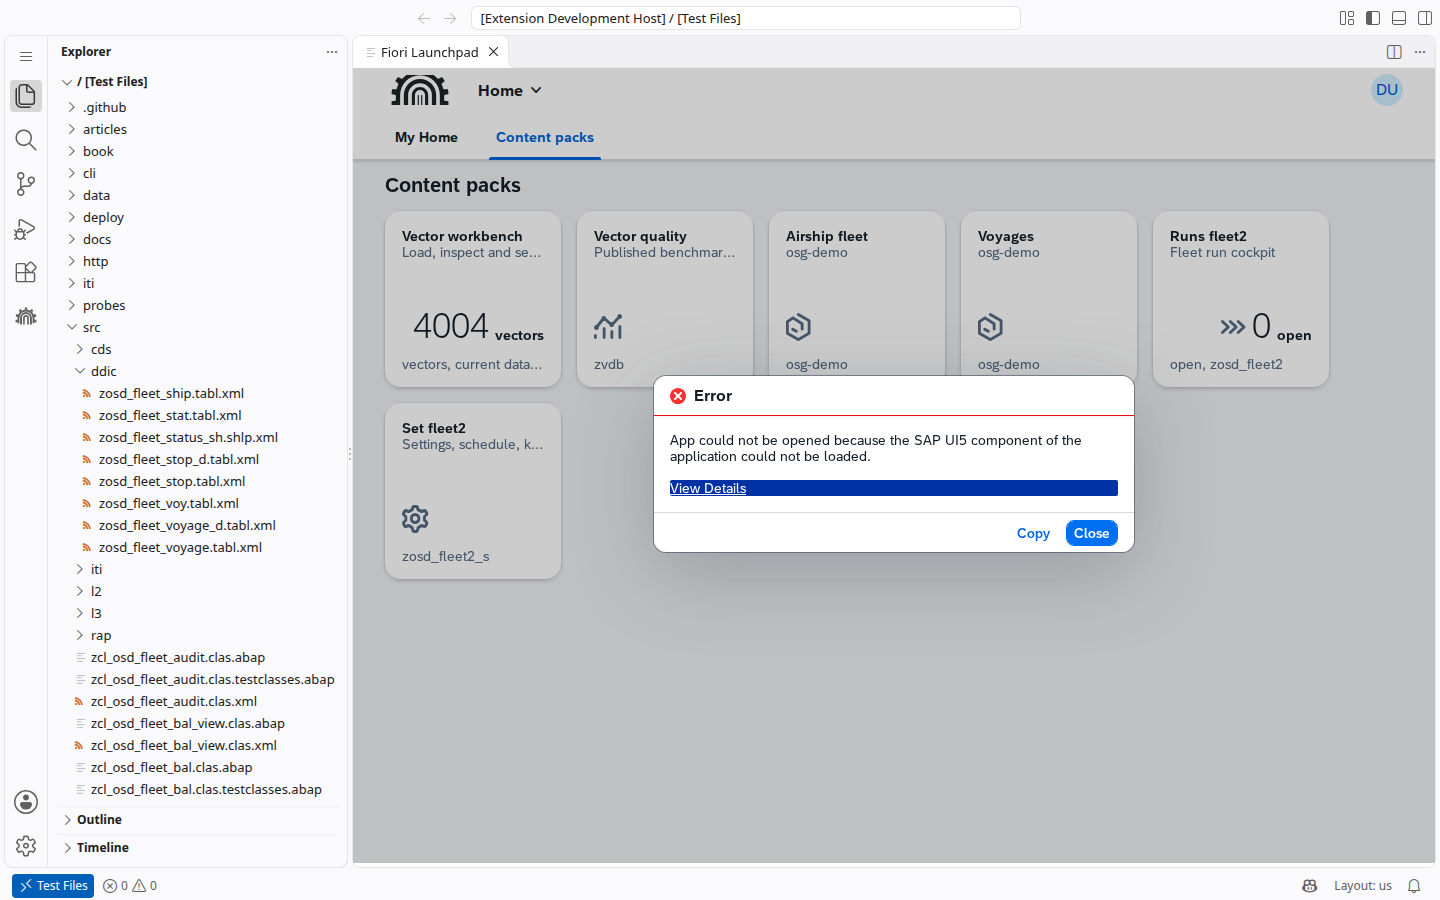 [Extension Development Host] / [Test Files]
Explorer
/ [Test Files]
.github
articles
book
cli
data
deploy
docs
http
iti
probes
src
cds
ddic
zosd_fleet_ship.tabl.xml
zosd_fleet_stat.tabl.xml
zosd_fleet_status_sh.shlp.xml
zosd_fleet_stop_d.tabl.xml
zosd_fleet_stop.tabl.xml
zosd_fleet_voy.tabl.xml
zosd_fleet_voyage_d.tabl.xml
zosd_fleet_voyage.tabl.xml
iti
l2
l3
rap
zcl_osd_fleet_audit.clas.abap
zcl_osd_fleet_audit.clas.testclasses.abap
zcl_osd_fleet_audit.clas.xml
zcl_osd_fleet_bal_view.clas.abap
zcl_osd_fleet_bal_view.clas.xml
zcl_osd_fleet_bal.clas.abap
zcl_osd_fleet_bal.clas.testclasses.abap
Outline
Timeline
Fiori Launchpad
Home
DU
My Home
Content packs
Content packs
Vector workbench
Load, inspect and se...
4004 vectors
vectors, current data...
Vector quality
Published benchmar...
zvdb
Airship fleet
osg-demo
osg-demo
Voyages
osg-demo
osg-demo
Runs fleet2
Fleet run cockpit
0 open
open, zosd_fleet2
Set fleet2
Settings, schedule, k...
zosd_fleet2_s
Error
App could not be opened because the SAP UI5 component of the
application could not be loaded.
View Details
Copy
Close
Test Files
0
0
Layout: us